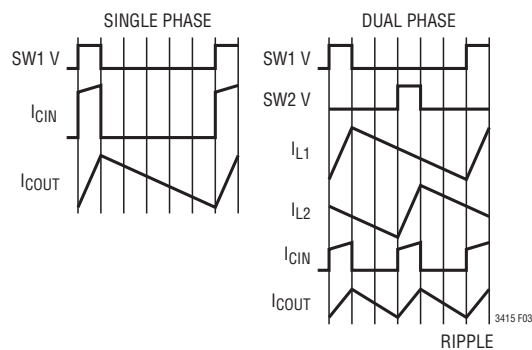 SINGLE PHASE
SW1 V
ICIN
ICOUT
DUAL PHASE
SW1 V
SW2 V
IL1
IL2
ICIN
ICOUT
3415 F03
RIPPLE